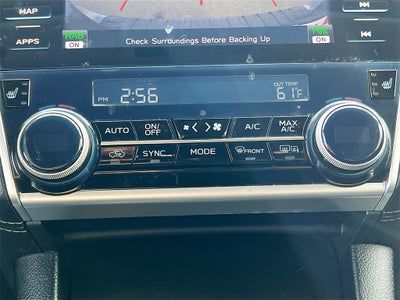 MAP
APPS
RAB
ON
Check Surroundings Before Backing Up
ON
PM 2:56
OUT TEMP
61°F
AUTO
ON/
OFF
A/C
MAX
A/C
SYNC
MODE
FRONT
R